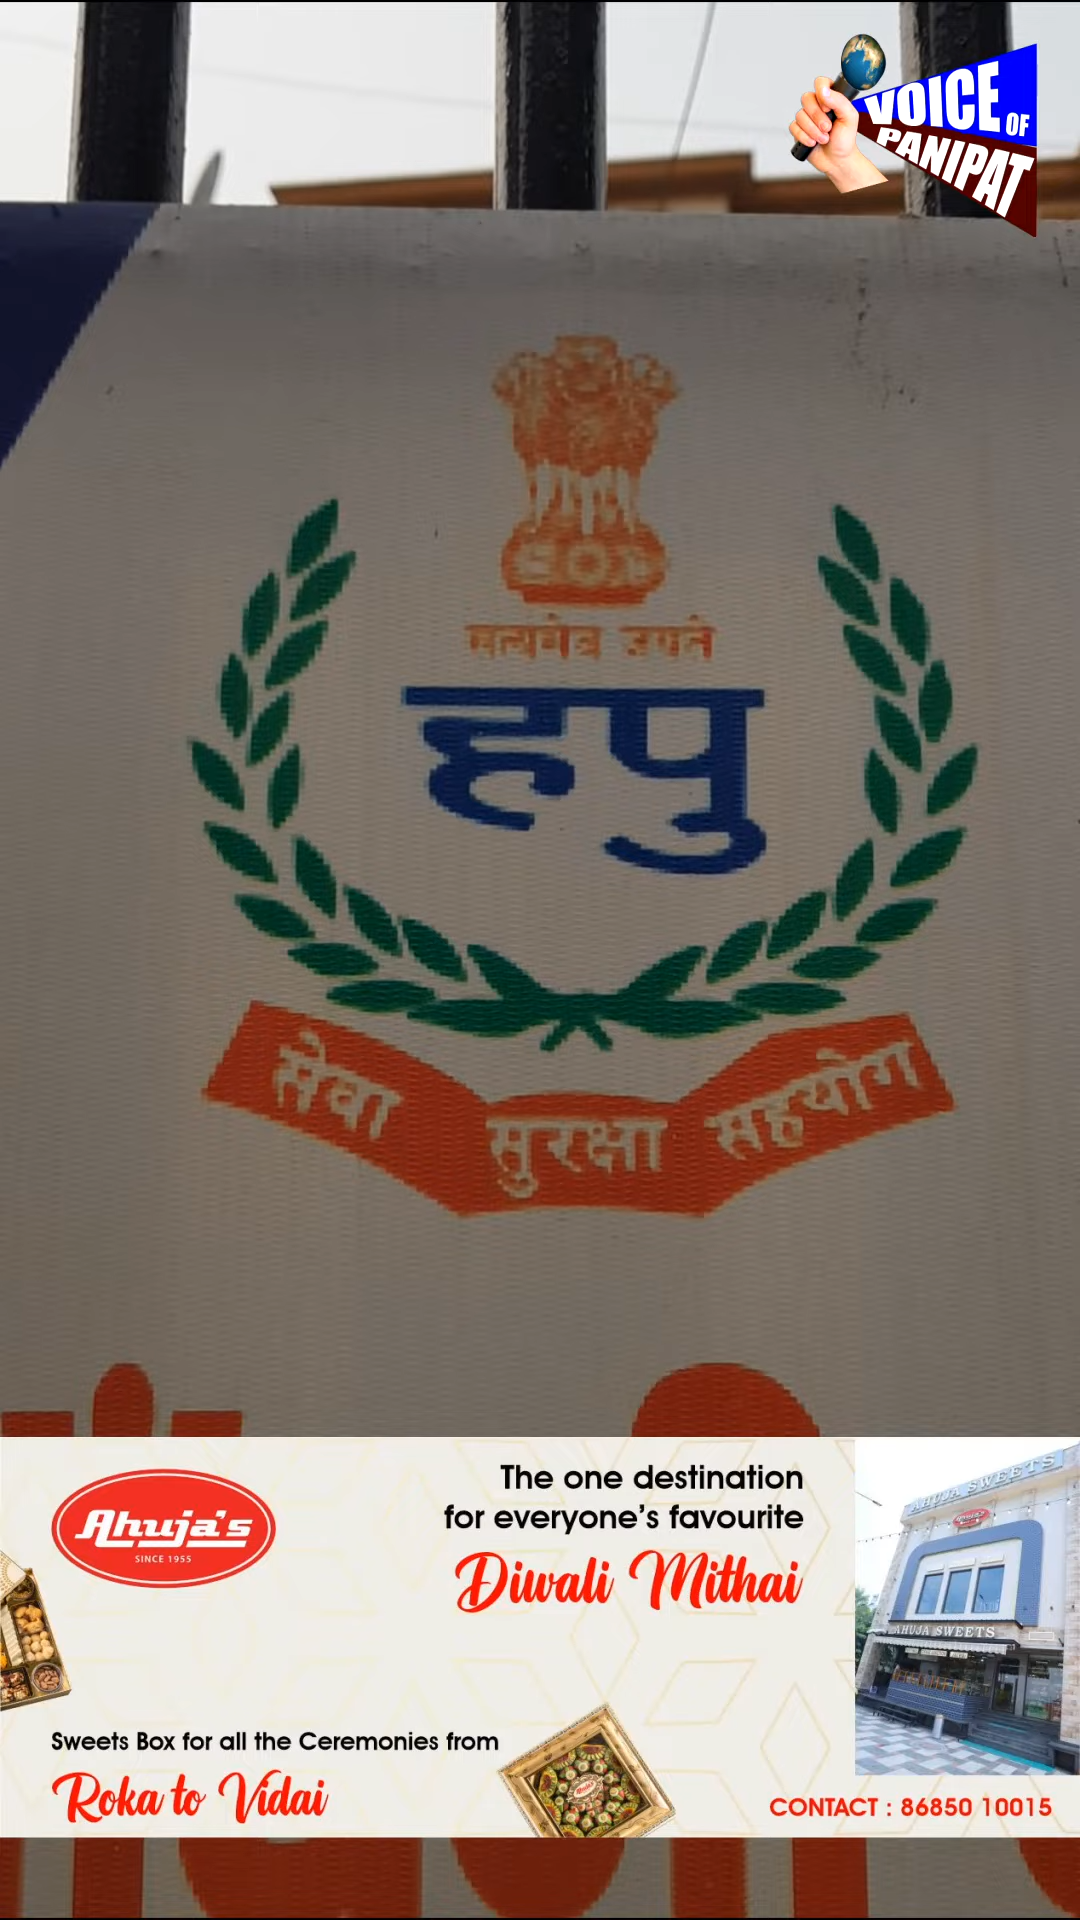 VOICE OF
PANIPAT
सत्यमेव जयते
हपु
सेवा सुरक्षा सहयोग
Ahuja's
SINCE 1955
The one destination
for everyone's favourite
Diwali Mithai
AHUJA SWEETS
Ahuja's
AHUJA SWEETS
Sweets Box for all the Ceremonies from
Roka to Vidai
CONTACT : 86850 10015